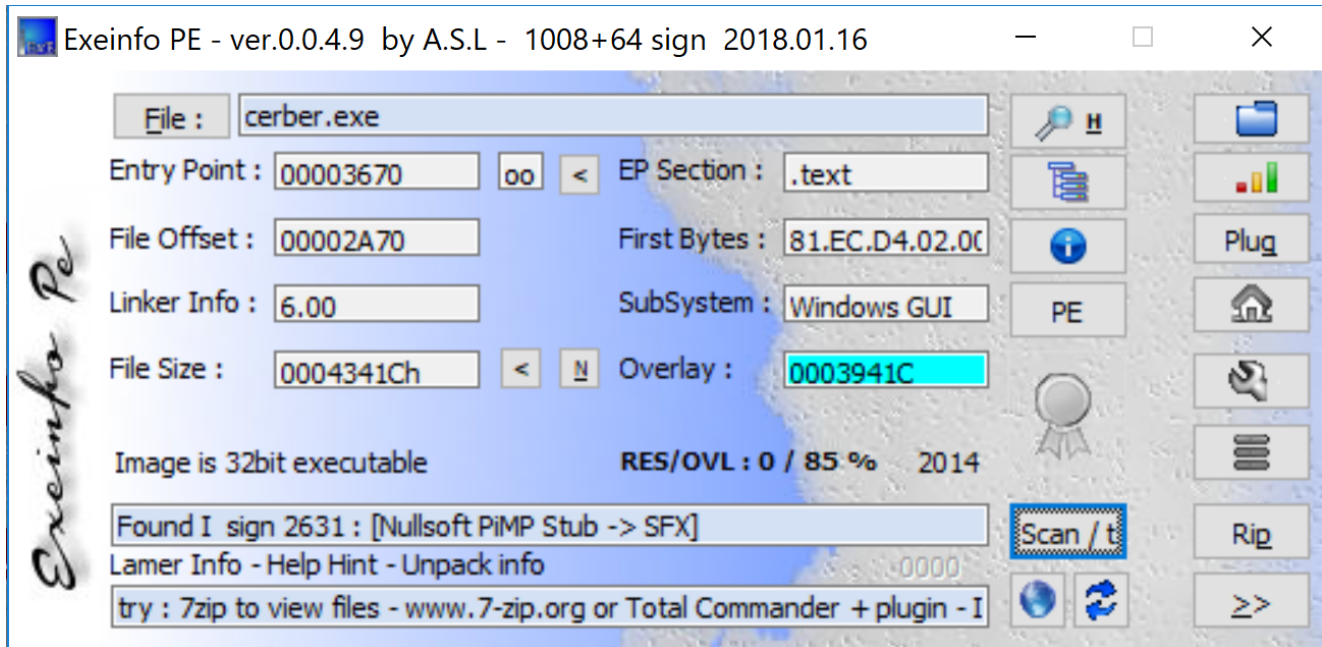 Exeinfo PE - ver.0.0.4.9 by A.S.L - 1008+64 sign 2018.01.16
File : cerber.exe H
Entry Point : 00003670 oo < EP Section : .text
File Offset : 00002A70 First Bytes : 81.EC.D4.02.0( Plug
Linker Info : 6.00 SubSystem : Windows GUI PE
File Size : 0004341Ch < N Overlay : 0003941C
Image is 32bit executable RES/OVL : 0 / 85 % 2014
Found I sign 2631 : [Nullsoft PiMP Stub -> SFX] Scan / t Rip
Lamer Info - Help Hint - Unpack info 0000
try : 7zip to view files - www.7-zip.org or Total Commander + plugin - I >>
Exeinfo Pe